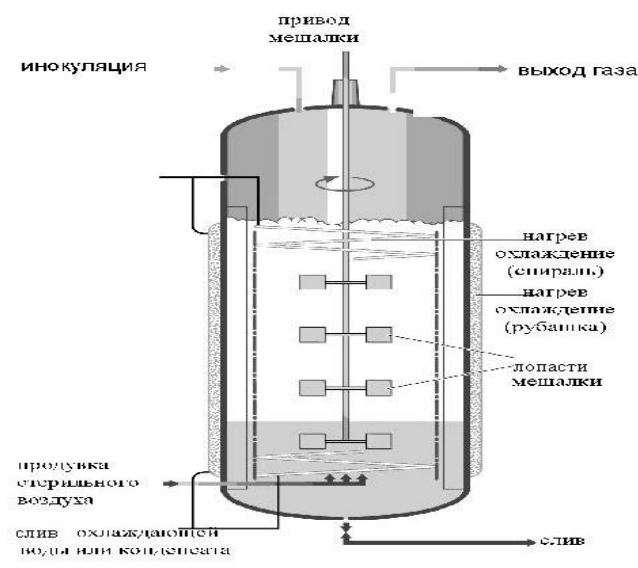 привод
мешалки
инокуляция
выход газа
нагрев
охлаждение
(спираль)
нагрев
охлаждение
(рубашка)
лопасти
мешалки
продувка
стерильного
воздуха
слив охлаждающей
воды или конденсата
слив